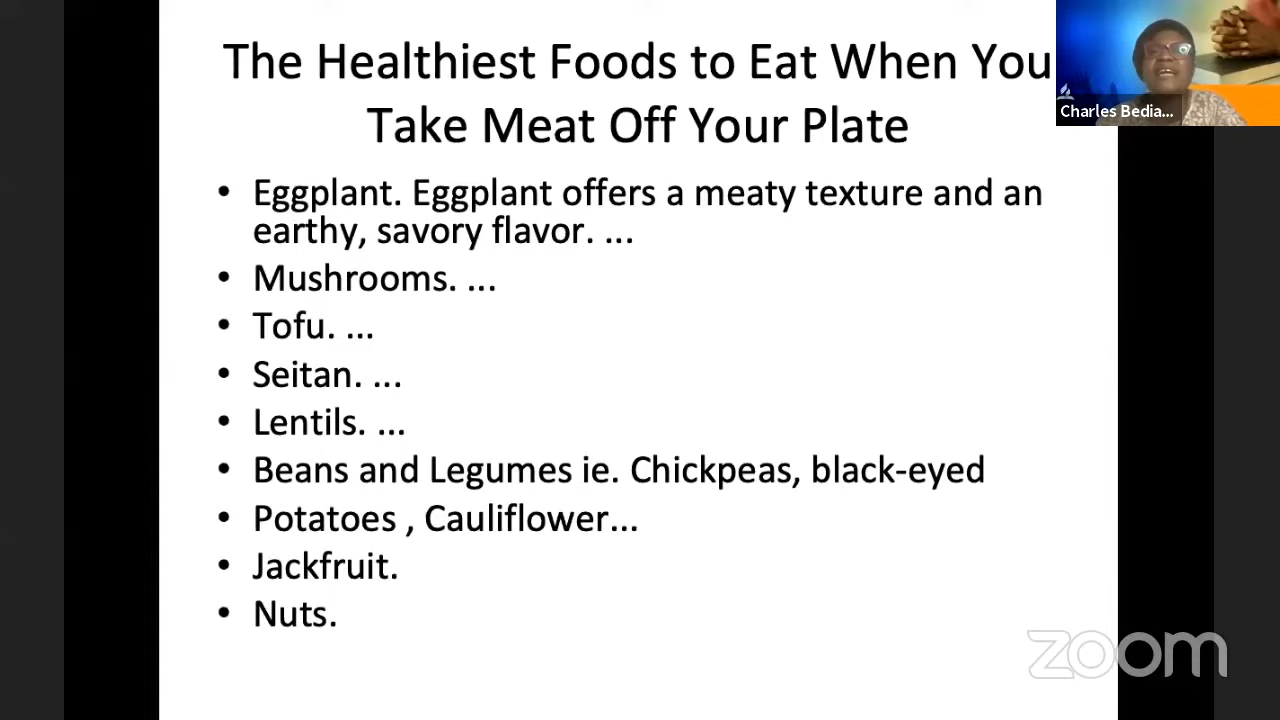 The Healthiest Foods to Eat When You
Take Meat Off Your Plate
• Eggplant. Eggplant offers a meaty texture and an
earthy, savory flavor. ...
• Mushrooms. ...
• Tofu. ...
• Seitan. ...
• Lentils. ...
• Beans and Legumes ie. Chickpeas, black-eyed
• Potatoes , Cauliflower...
• Jackfruit.
• Nuts.
Charles Bedia...
zoom